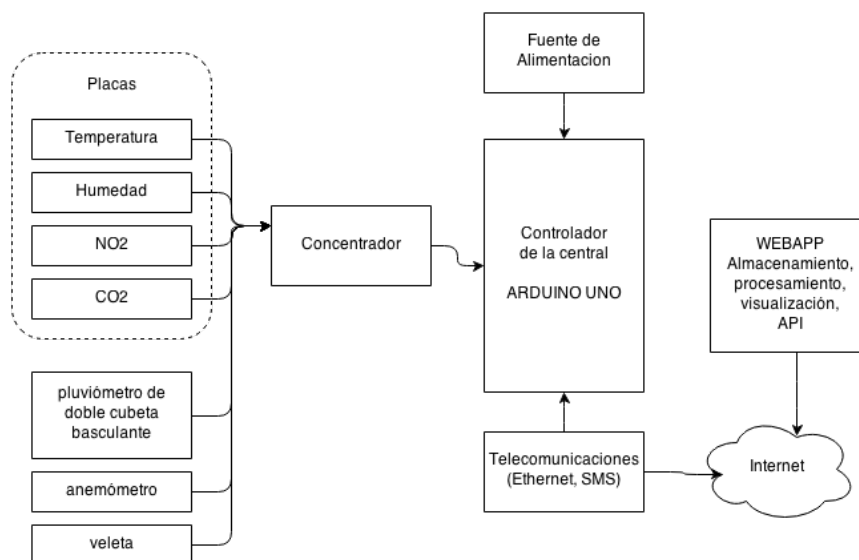 Fuente de
Alimentacion
Placas
Temperatura
Humedad
NO2
CO2
Concentrador
Controlador
de la central
ARDUINO UNO
WEBAPP
Almacenamiento,
procesamiento,
visualización,
API
pluviómetro de
doble cubeta
basculante
anemómetro
veleta
Telecomunicaciones
(Ethernet, SMS)
Internet